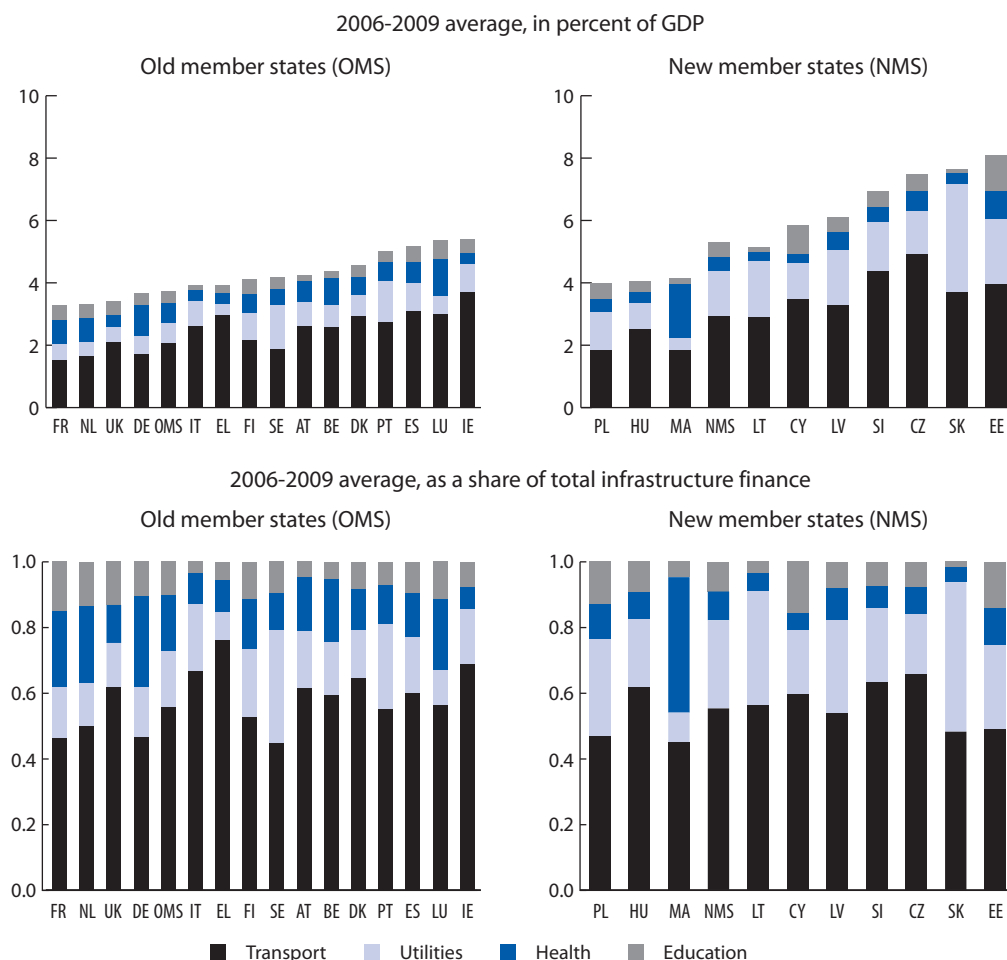 2006-2009 average, in percent of GDP
Old member states (OMS)
10
8
6
4
2
0
FR NL UK DE OMS IT EL FI SE AT BE DK PT ES LU IE
New member states (NMS)
10
8
6
4
2
0
PL HU MA NMS LT CY LV SI CZ SK EE
2006-2009 average, as a share of total infrastructure finance
Old member states (OMS)
1.0
0.8
0.6
0.4
0.2
0.0
FR NL UK DE OMS IT EL FI SE AT BE DK PT ES LU IE
New member states (NMS)
1.0
0.8
0.6
0.4
0.2
0.0
PL HU MA NMS LT CY LV SI CZ SK EE
Transport Utilities Health Education